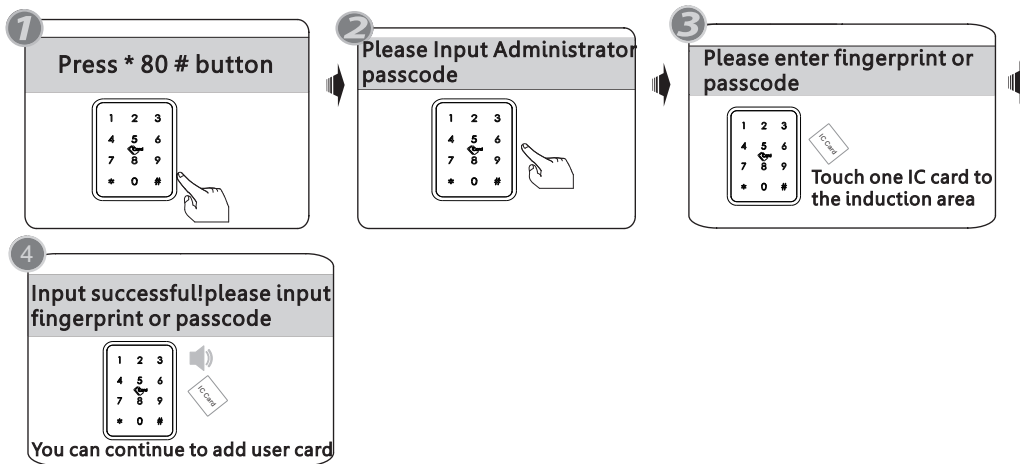 1
Press * 80 # button
1 2 3
4 5 6
7 8 9
* 0 #
2
Please Input Administrator
passcode
1 2 3
4 5 6
7 8 9
* 0 #
3
Please enter fingerprint or
passcode
1 2 3
4 5 6
7 8 9
* 0 #
IC Card
Touch one IC card to
the induction area
4
Input successful!please input
fingerprint or passcode
1 2 3
4 5 6
7 8 9
* 0 #
IC Card
You can continue to add user card